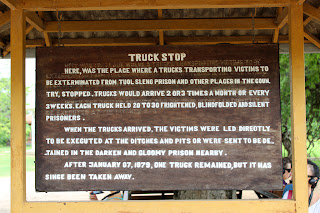 TRUCK STOP
HERE, WAS THE PLACE WHERE A TRUCKS TRANSPORTING VICTIMS TO
BE EXTERMINATED FROM TUOL SLENG PRISON AND OTHER PLACES IN THE COUN.
TRY, STOPPED. TRUCKS WOULD ARRIVE 2 OR 3 TIMES A MONTH OR EVERY
3 WEEKS. EACH TRUCK HELD 20 TO 30 FRIGHTENED, BLINDFOLDED AND SILENT
PRISONERS.
WHEN THE TRUCKS ARRIVED, THE VICTIMS WERE LED DIRECTLY
TO BE EXECUTED AT THE DITCHES AND PITS OR WERE SENT TO BE DE.
TAINED IN THE DARKEN AND GLOOMY PRISON NEARBY.
AFTER JANUARY 07, 1979, ONE TRUCK REMAINED, BUT IT HAS
SINCE BEEN TAKEN AWAY.